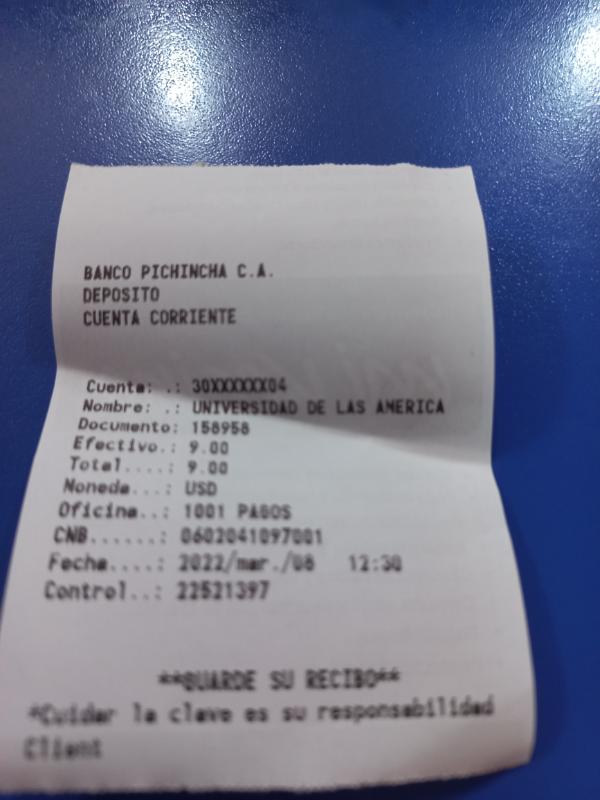 BANCO PICHINCHA C.A.
DEPOSITO
CUENTA CORRIENTE
Cuenta: .: 30XXXXXX04
Nombre: .: UNIVERSIDAD DE LAS AMERICA
Documento: 158958
Efectivo.: 9.00
Total....: 9.00
Moneda...: USD
Oficina..: 1001 PAGOS
CNB......: 0602041097001
Fecha....: 2022/mar./08 12:30
Control..: 22521397
**GUARDE SU RECIBO**
*Cuidar la clave es su responsabilidad
Client